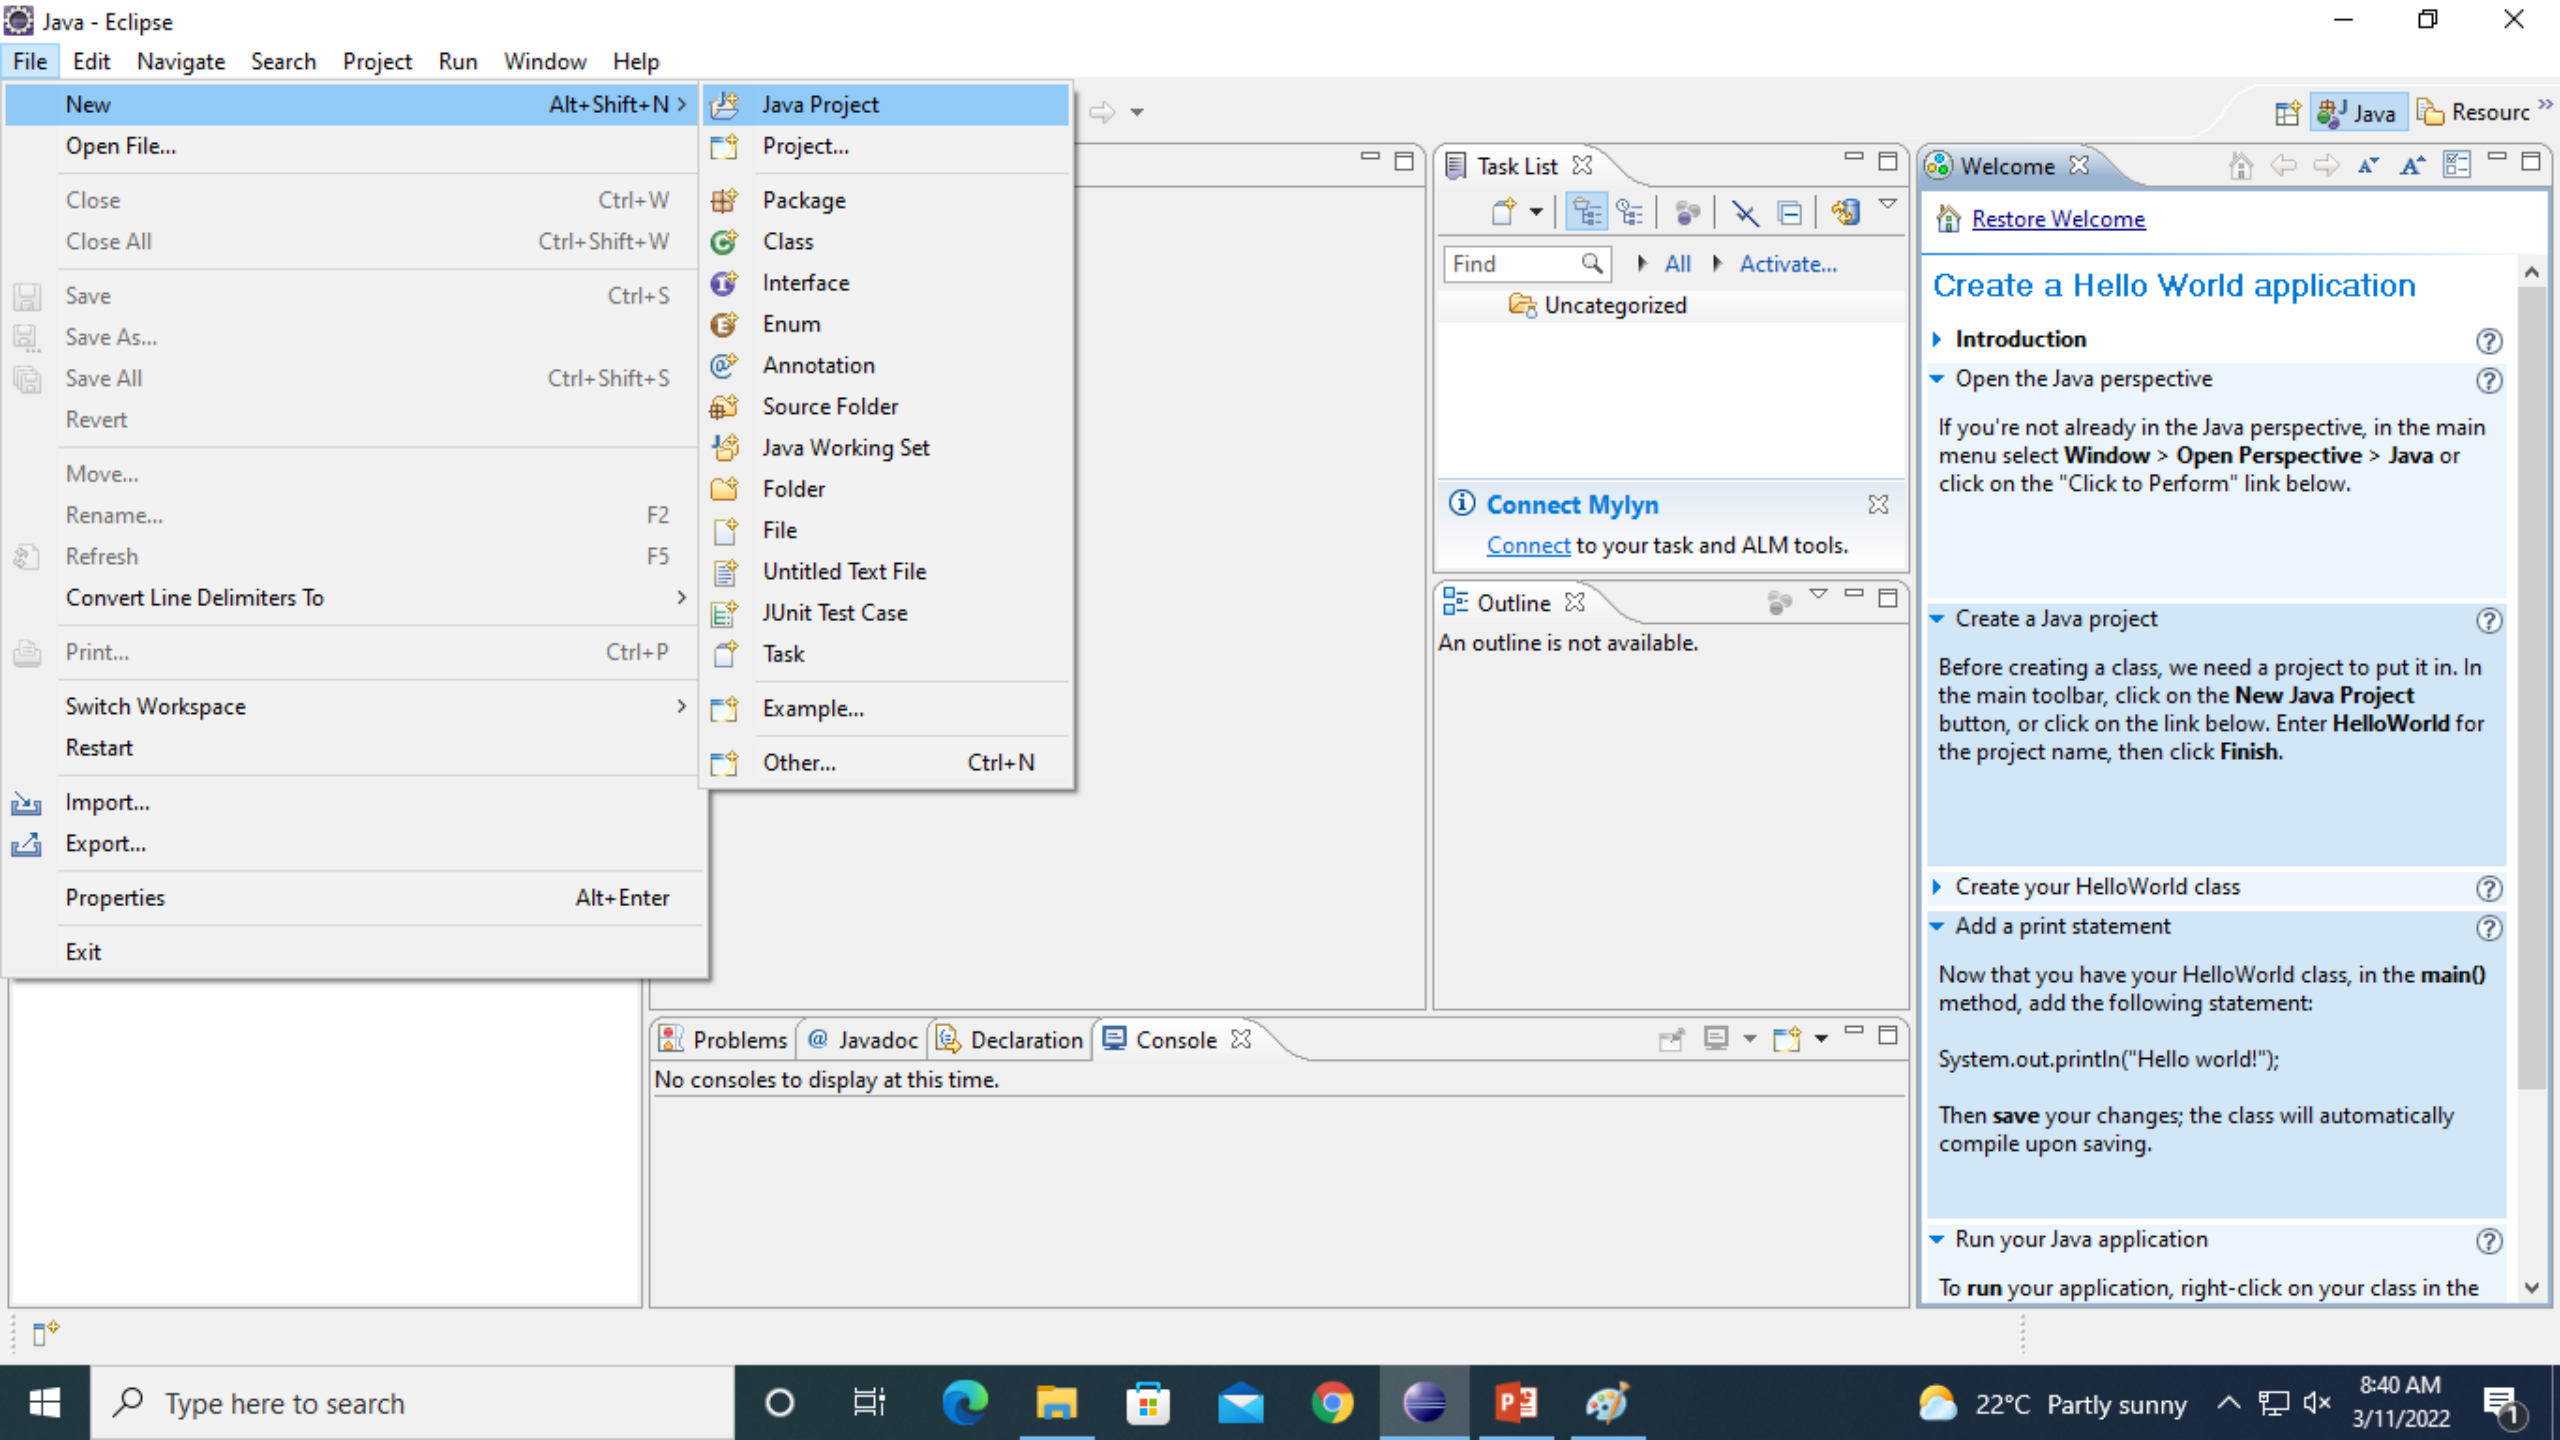 Java - Eclipse
File Edit Navigate Search Project Run Window Help
New Alt+Shift+N
Open File...
Close Ctrl+W
Close All Ctrl+Shift+W
Save Ctrl+S
Save As...
Save All Ctrl+Shift+S
Revert
Move...
Rename... F2
Refresh F5
Convert Line Delimiters To
Print... Ctrl+P
Switch Workspace
Restart
Import...
Export...
Properties Alt+Enter
Exit
Java Project
Project...
Package
Class
Interface
Enum
Annotation
Source Folder
Java Working Set
Folder
File
Untitled Text File
JUnit Test Case
Task
Example...
Other... Ctrl+N
Java Resourc
Task List
Find All Activate...
Uncategorized
Connect Mylyn
Connect to your task and ALM tools.
Outline
An outline is not available.
Problems Javadoc Declaration Console
No consoles to display at this time.
Welcome
Restore Welcome
Create a Hello World application
Introduction
Open the Java perspective
If you're not already in the Java perspective, in the main
menu select Window > Open Perspective > Java or
click on the "Click to Perform" link below.
Create a Java project
Before creating a class, we need a project to put it in. In
the main toolbar, click on the New Java Project
button, or click on the link below. Enter HelloWorld for
the project name, then click Finish.
Create your HelloWorld class
Add a print statement
Now that you have your HelloWorld class, in the main()
method, add the following statement:
System.out.println("Hello world!");
Then save your changes; the class will automatically
compile upon saving.
Run your Java application
To run your application, right-click on your class in the
Type here to search
22°C Partly sunny
8:40 AM
3/11/2022
1